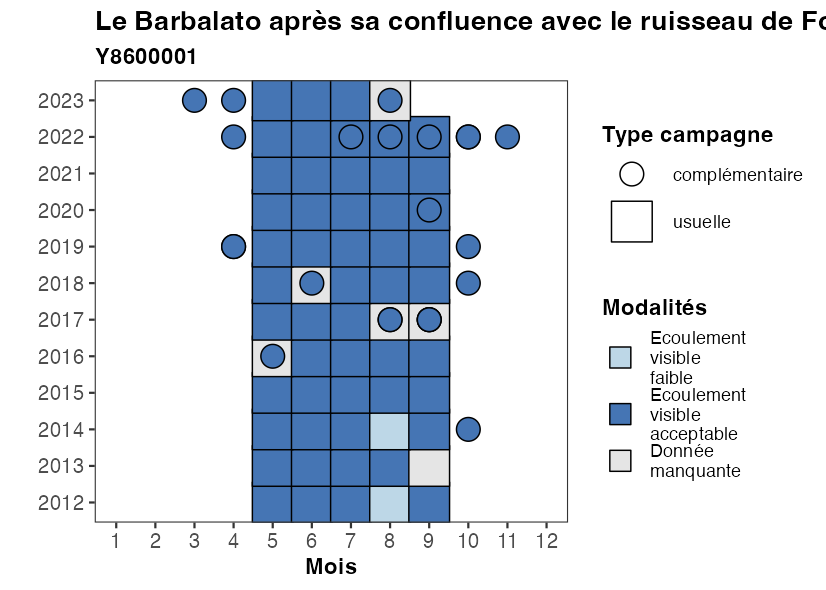 Le Barbalato après sa confluence avec le ruisseau de Fo
Y8600001
2023
2022
2021
2020
2019
2018
2017
2016
2015
2014
2013
2012
1 2 3 4 5 6 7 8 9 10 11 12
Mois
Type campagne
complémentaire
usuelle
Modalités
Ecoulement
visible
faible
Ecoulement
visible
acceptable
Donnée
manquante